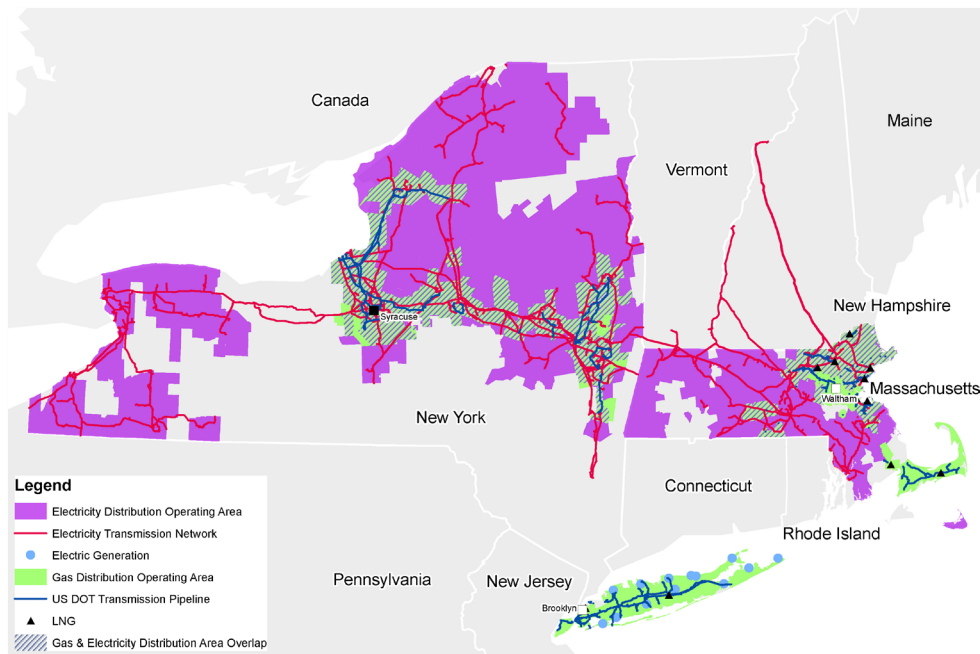 Canada
Maine
Vermont
New Hampshire
Syracuse
Massachusetts
Waltham
New York
Connecticut
Rhode Island
Pennsylvania
New Jersey
Brooklyn
Legend
Electricity Distribution Operating Area
Electricity Transmission Network
Electric Generation
Gas Distribution Operating Area
US DOT Transmission Pipeline
LNG
Gas & Electricity Distribution Area Overlap